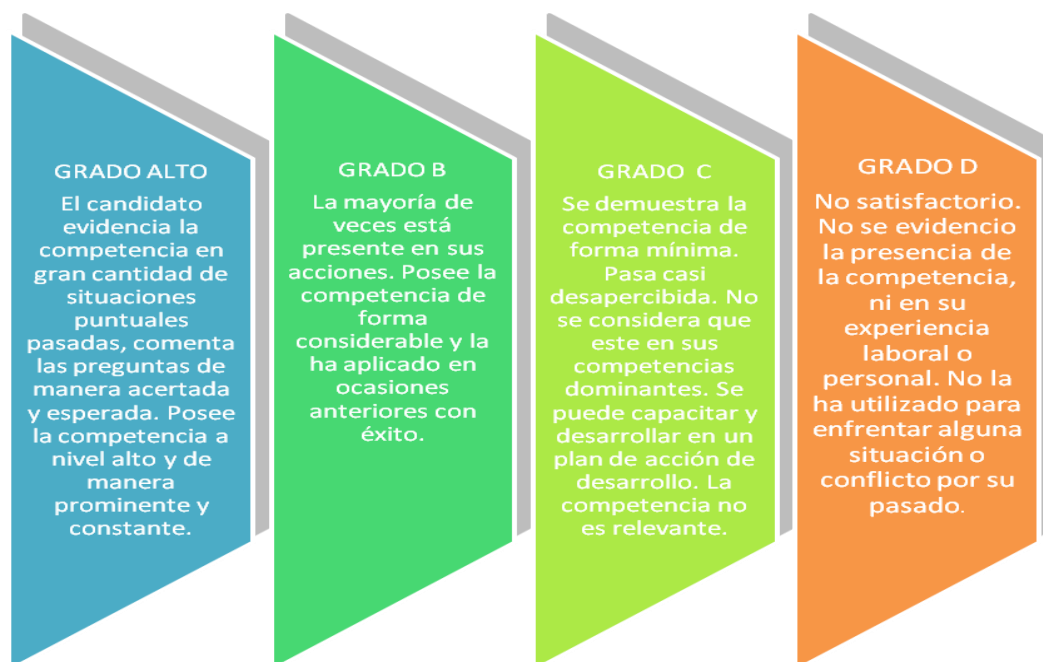 GRADO ALTO
El candidato
evidencia la
competencia en
gran cantidad de
situaciones
puntuales
pasadas, comenta
las preguntas de
manera acertada
y esperada. Posee
la competencia a
nivel alto y de
manera
prominente y
constante.
GRADO B
La mayoría de
veces está
presente en sus
acciones. Posee la
competencia de
forma
considerable y la
ha aplicado en
ocasiones
anteriores con
éxito.
GRADO  C
Se demuestra la
competencia de
forma mínima.
Pasa casi
desapercibida. No
se considera que
este en sus
competencias
dominantes. Se
puede capacitar y
desarrollar en un
plan de acción de
desarrollo. La
competencia no
es relevante.
GRADO D
No satisfactorio.
No se evidencio
la presencia de
la competencia,
ni en su
experiencia
laboral o
personal. No la
ha utilizado para
enfrentar alguna
situación o
conflicto por su
pasado.